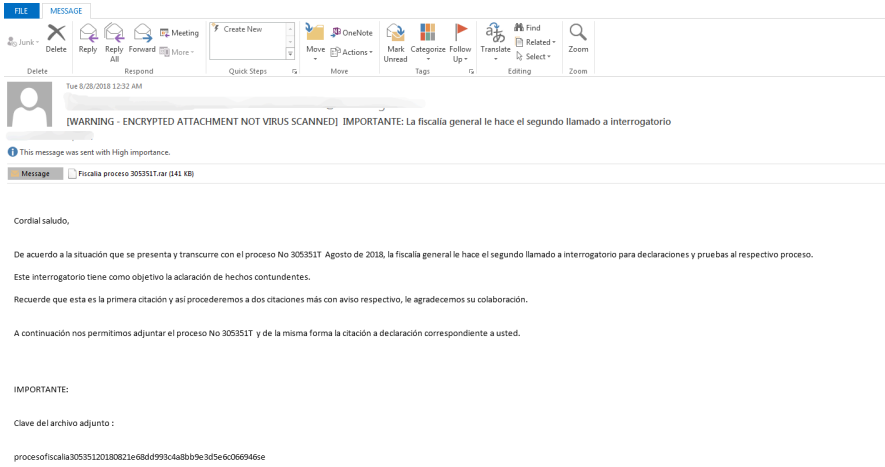 FILE MESSAGE
Junk
Delete
Reply
Reply All
Forward
Meeting
More
Create New
Move
OneNote
Actions
Mark Unread
Categorize
Follow Up
Translate
Find
Related
Select
Zoom
Delete Respond Quick Steps Move Tags Editing Zoom
Tue 8/28/2018 12:32 AM
[WARNING - ENCRYPTED ATTACHMENT NOT VIRUS SCANNED] IMPORTANTE: La fiscalía general le hace el segundo llamado a interrogatorio
This message was sent with High importance.
Message Fiscalia proceso 305351T.rar (141 KB)
Cordial saludo,
De acuerdo a la situación que se presenta y transcurre con el proceso No 305351T Agosto de 2018, la fiscalía general le hace el segundo llamado a interrogatorio para declaraciones y pruebas al respectivo proceso.
Este interrogatorio tiene como objetivo la aclaración de hechos contundentes.
Recuerde que esta es la primera citación y así procederemos a dos citaciones más con aviso respectivo, le agradecemos su colaboración.
A continuación nos permitimos adjuntar el proceso No 305351T y de la misma forma la citación a declaración correspondiente a usted.
IMPORTANTE:
Clave del archivo adjunto :
procesofiscalia30535120180821e68dd993c4a8bb9e3d5e6c066946se